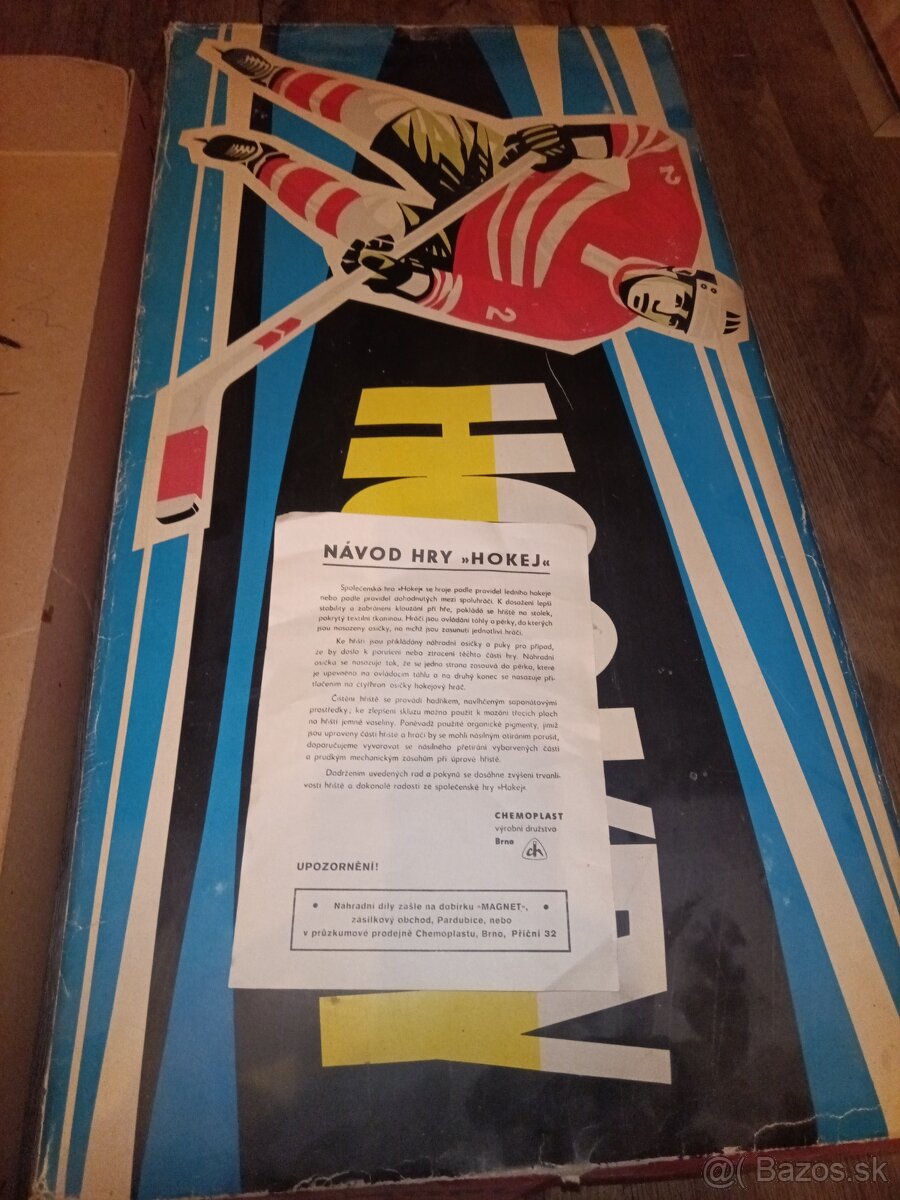 2
2
HO
Y
NÁVOD HRY »HOKEJ«
Společenská hra »Hokej« se hraje podle pravidel ledního hokeje
nebo podle pravidel dohodnutých mezi spoluhráči. K dosažení lepší
stability a zabránění klouzání při hře, pokládá se hřiště na stolek,
pokrytý textilní tkaninou. Hráči jsou ovládáni táhly a pérky, do kterých
jsou nasazeny osičky, na nichž jsou zasunuti jednotliví hráči.
Ke hřišti jsou přikládány náhradní osičky a puky pro případ,
že by došlo k porušení nebo ztracení těchto částí hry. Náhradní
osička se nasazuje tak, že se jedna strana zasouvá do pérka, které
je upevněno na ovládacím táhlu a na druhý konec se nasazuje při-
tlačením na čtyřhran osičky hokejový hráč.
Čištění hřiště se provádí hadříkem, navlhčeným saponátovými
prostředky; ke zlepšení skluzu možno použít k mazání třecích ploch
na hřišti jemné vaseliny. Poněvadž použité organické pigmenty, jimiž
jsou upraveny části hřiště a hráči by se mohli násilným otíráním porušit,
doporučujeme vyvarovat se násilného přetírání vybarvených částí
a prudkým mechanickým zásahům při úpravě hřiště.
Dodržením uvedených rad a pokynů se dosáhne zvýšení trvanli-
vosti hřiště a dokonalé radosti ze společenské hry »Hokej«.
CHEMOPLAST
výrobní družstvo
Brno
ch
UPOZORNĚNÍ!
• Náhradní díly zašle na dobírku »MAGNET«, •
zásilkový obchod, Pardubice, nebo
v průzkumové prodejně Chemoplastu, Brno, Příční 32
@( Bazos.sk